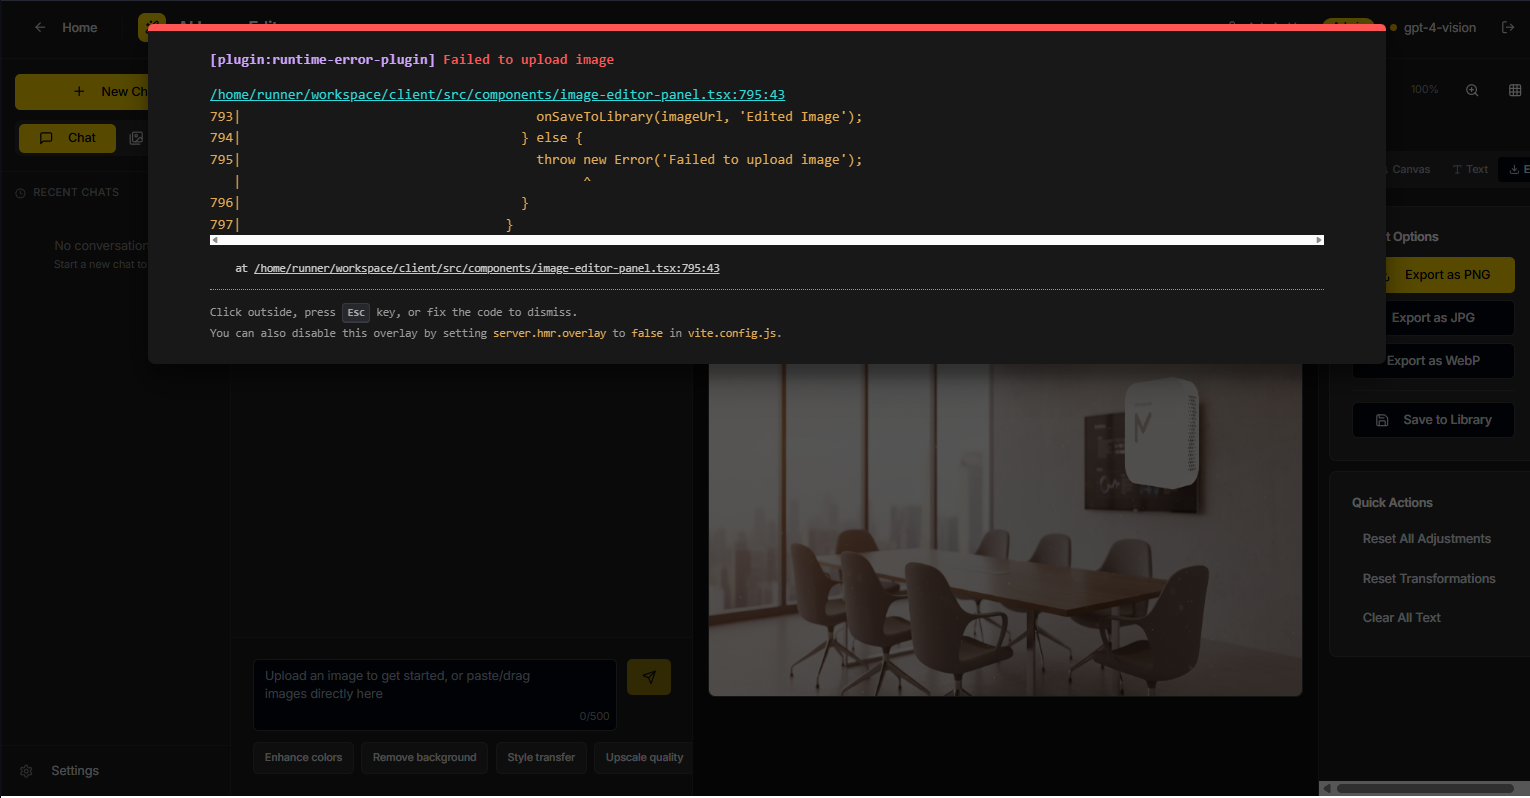 Home
[plugin:runtime-error-plugin] Failed to upload image
/home/runner/workspace/client/src/components/image-editor-panel.tsx:795:43
793| onSaveToLibrary(imageUrl, 'Edited Image');
794| } else {
795| throw new Error('Failed to upload image');
| ^
796| }
797| }
at /home/runner/workspace/client/src/components/image-editor-panel.tsx:795:43
Click outside, press Esc key, or fix the code to dismiss.
You can also disable this overlay by setting server.hmr.overlay to false in vite.config.js.
gpt-4-vision
New Ch
100%
Chat
Canvas
Text
RECENT CHATS
No conversation
Start a new chat to
t Options
Export as PNG
Export as JPG
Export as WebP
Save to Library
Quick Actions
Reset All Adjustments
Reset Transformations
Clear All Text
Upload an image to get started, or paste/drag
images directly here
0/500
Enhance colors
Remove background
Style transfer
Upscale quality
Settings